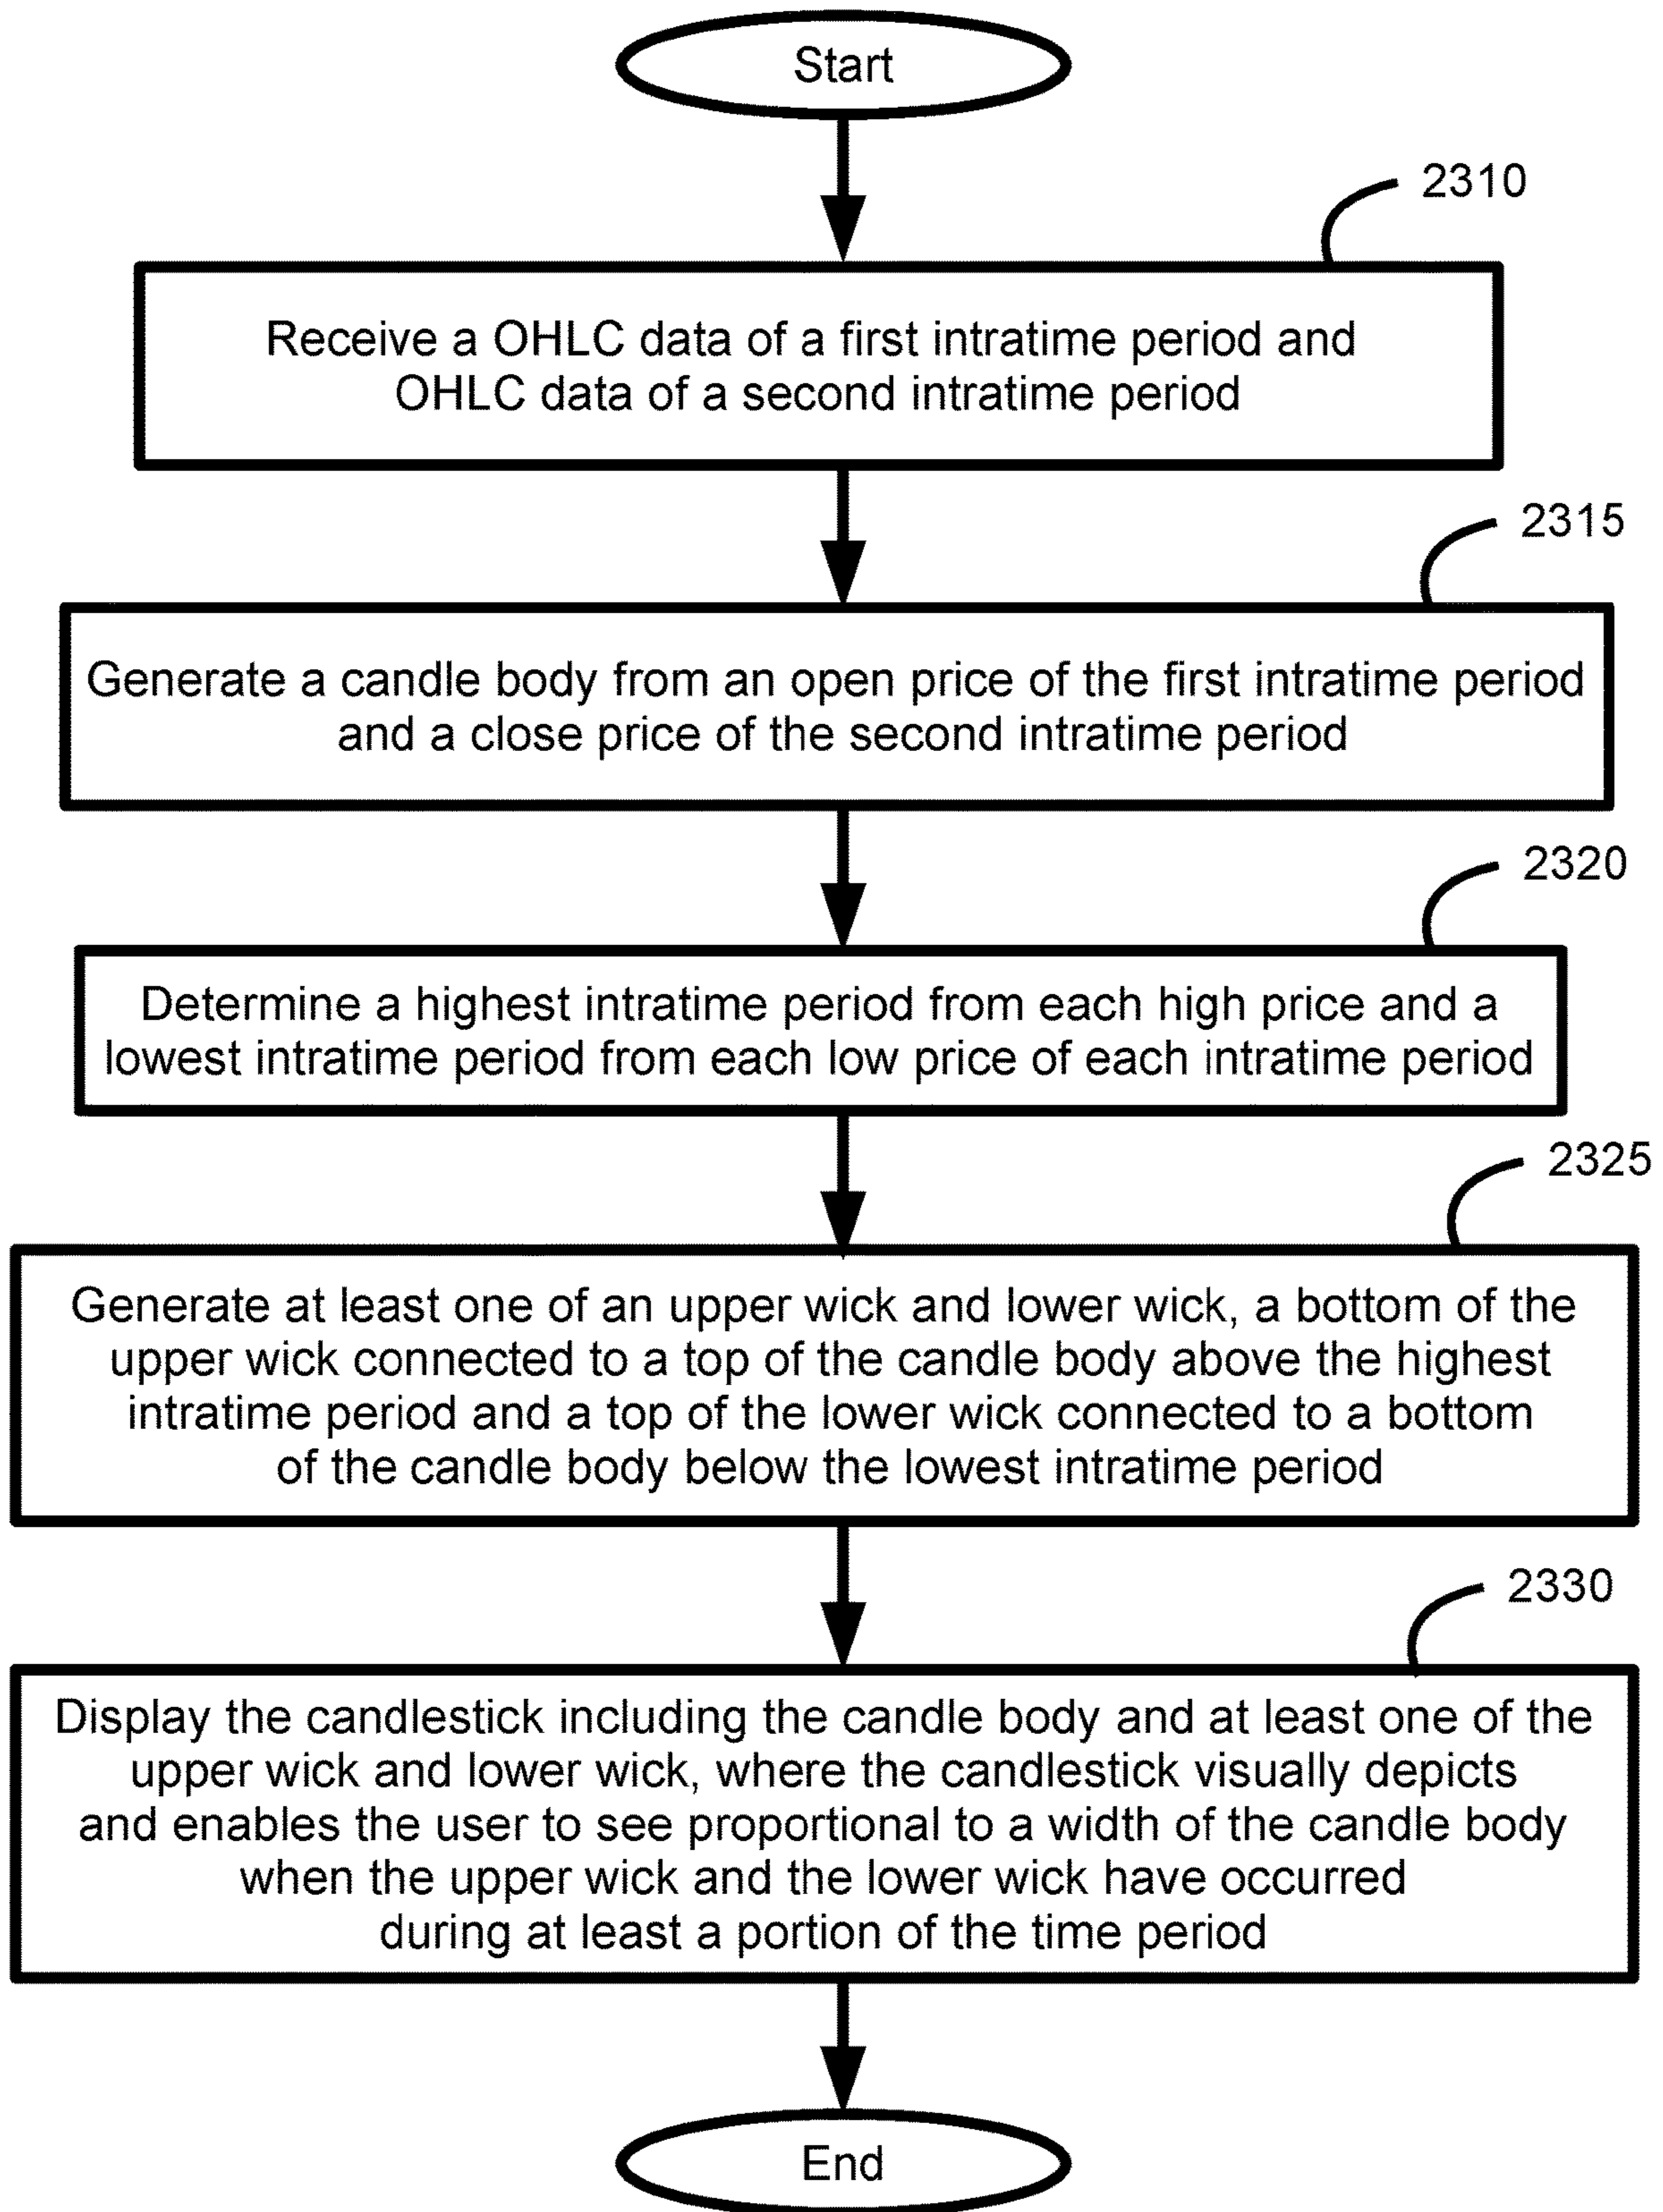 Start
2310
Receive a OHLC data of a first intratime period and
OHLC data of a second intratime period
2315
Generate a candle body from an open price of the first intratime period
and a close price of the second intratime period
2320
Determine a highest intratime period from each high price and a
lowest intratime period from each low price of each intratime period
2325
Generate at least one of an upper wick and lower wick, a bottom of the
upper wick connected to a top of the candle body above the highest
intratime period and a top of the lower wick connected to a bottom
of the candle body below the lowest intratime period
2330
Display the candlestick including the candle body and at least one of the
upper wick and lower wick, where the candlestick visually depicts
and enables the user to see proportional to a width of the candle body
when the upper wick and the lower wick have occurred
during at least a portion of the time period
End